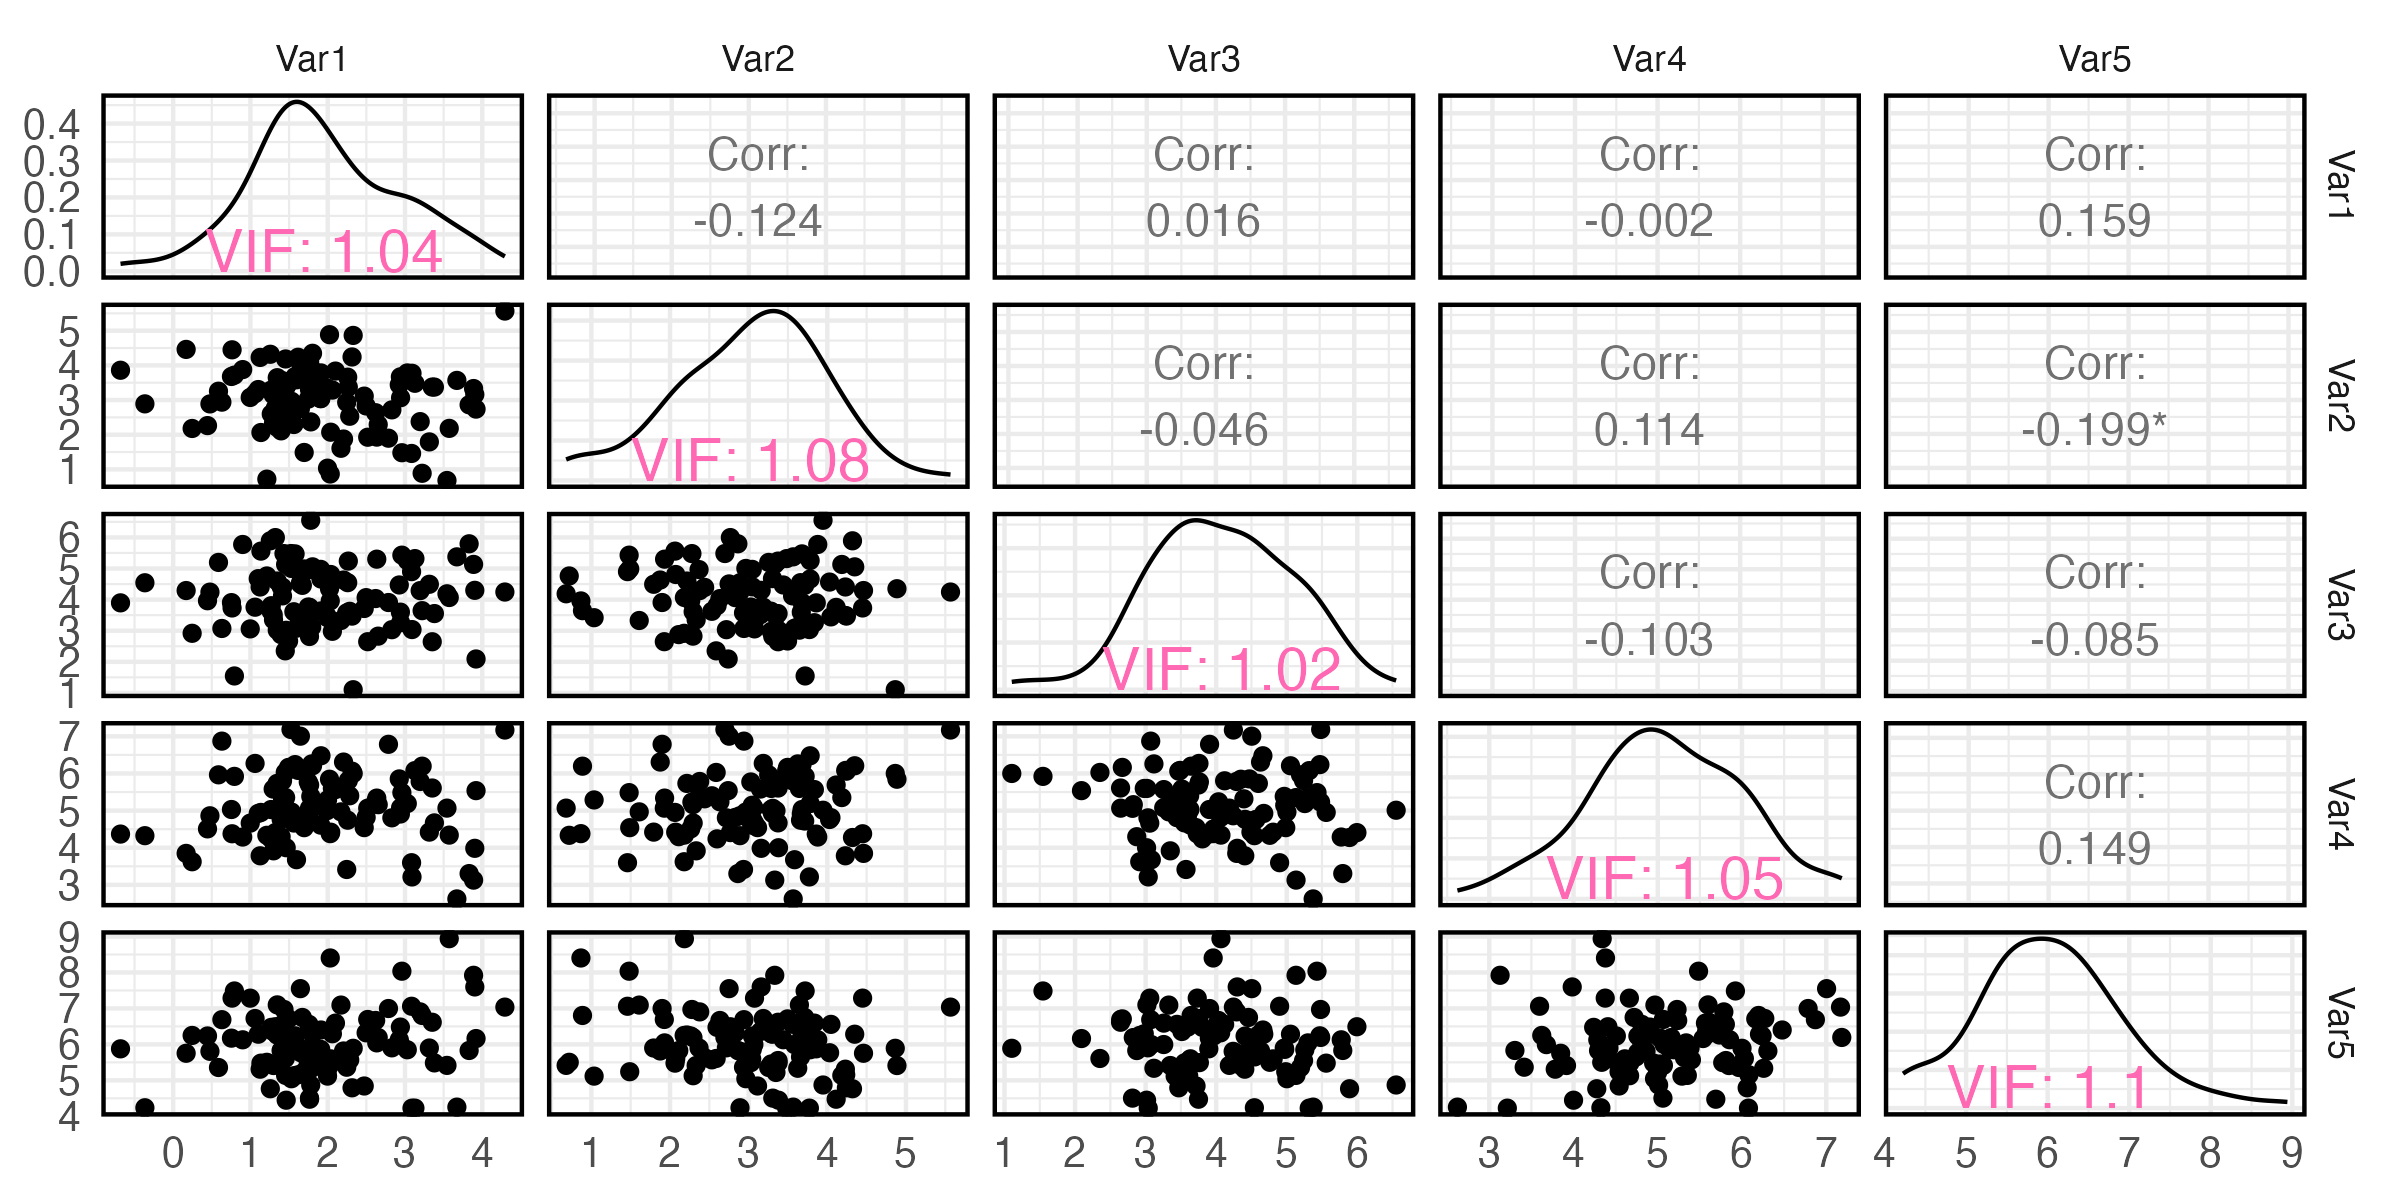 Var1 Var2 Var3 Var4 Var5
0.4
0.3
0.2
0.1
0.0
VIF: 1.04
Corr:
-0.124
Corr:
0.016
Corr:
-0.002
Corr:
0.159
Var1
5
4
3
2
1
VIF: 1.08
Corr:
-0.046
Corr:
0.114
Corr:
-0.199*
Var2
6
5
4
3
2
1
VIF: 1.02
Corr:
-0.103
Corr:
-0.085
Var3
7
6
5
4
3
VIF: 1.05
Corr:
0.149
Var4
9
8
7
6
5
4
VIF: 1.1
Var5
0 1 2 3 4 1 2 3 4 5 1 2 3 4 5 6 3 4 5 6 7 4 5 6 7 8 9